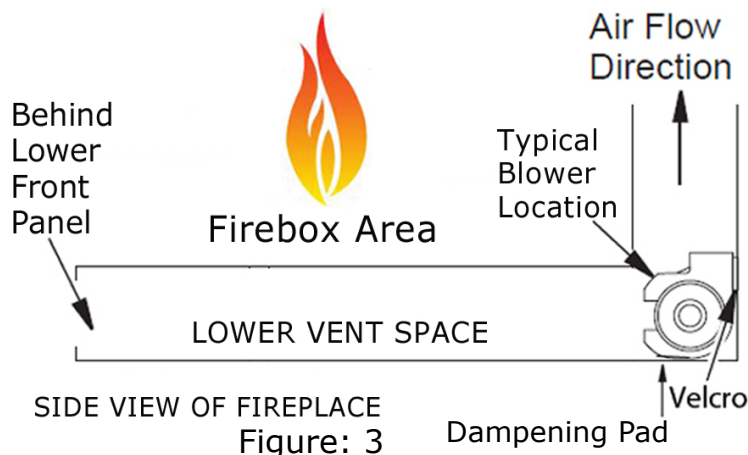 Air Flow
Direction
Behind
Lower
Front
Panel
Typical
Blower
Location
Firebox Area
LOWER VENT SPACE
Velcro
SIDE VIEW OF FIREPLACE
Dampening Pad
Figure: 3